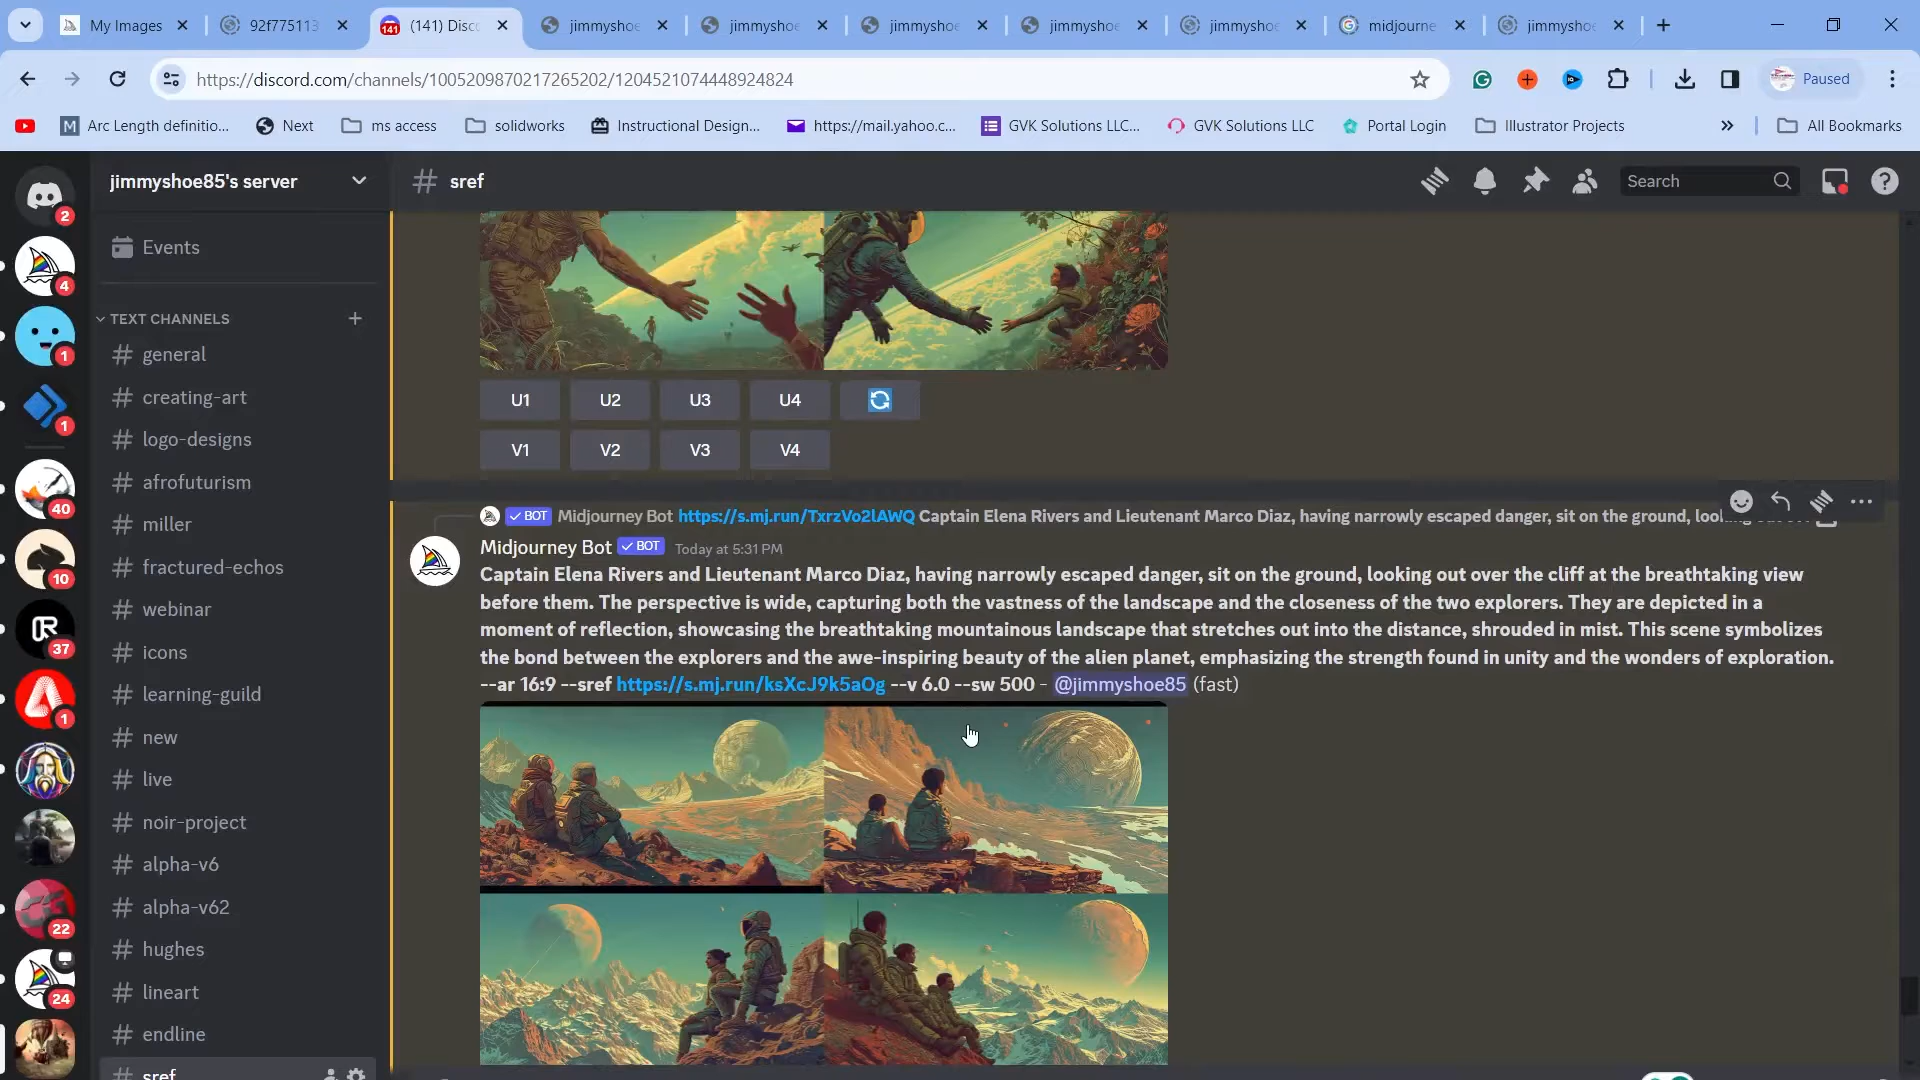 My Images
92f775113
(141) Disc
jimmyshoe
jimmyshoe
jimmyshoe
jimmyshoe
jimmyshoe
midjourne
jimmyshoe
https://discord.com/channels/1005209870217265202/1204521074448924824
Paused
Arc Length definitio...
Next
ms access
solidworks
Instructional Design...
https://mail.yahoo.c...
GVK Solutions LLC...
GVK Solutions LLC
Portal Login
Illustrator Projects
All Bookmarks
jimmyshoe85's server
sref
Search
2
4
1
1
40
10
37
1
22
24
Events
TEXT CHANNELS
general
creating-art
logo-designs
afrofuturism
miller
fractured-echos
webinar
icons
learning-guild
new
live
noir-project
alpha-v6
alpha-v62
hughes
lineart
endline
sref
U1 U2 U3 U4
V1 V2 V3 V4
BOT Midjourney Bot https://s.mj.run/TxrzVo2lAWQ Captain Elena Rivers and Lieutenant Marco Diaz, having narrowly escaped danger, sit on the ground,
Midjourney Bot BOT Today at 5:31 PM
Captain Elena Rivers and Lieutenant Marco Diaz, having narrowly escaped danger, sit on the ground, looking out over the cliff at the breathtaking view
before them. The perspective is wide, capturing both the vastness of the landscape and the closeness of the two explorers. They are depicted in a
moment of reflection, showcasing the breathtaking mountainous landscape that stretches out into the distance, shrouded in mist. This scene symbolizes
the bond between the explorers and the awe-inspiring beauty of the alien planet, emphasizing the strength found in unity and the wonders of exploration.
--ar 16:9 --sref https://s.mj.run/ksXcJ9k5aOg --v 6.0 --sw 500 - @jimmyshoe85 (fast)